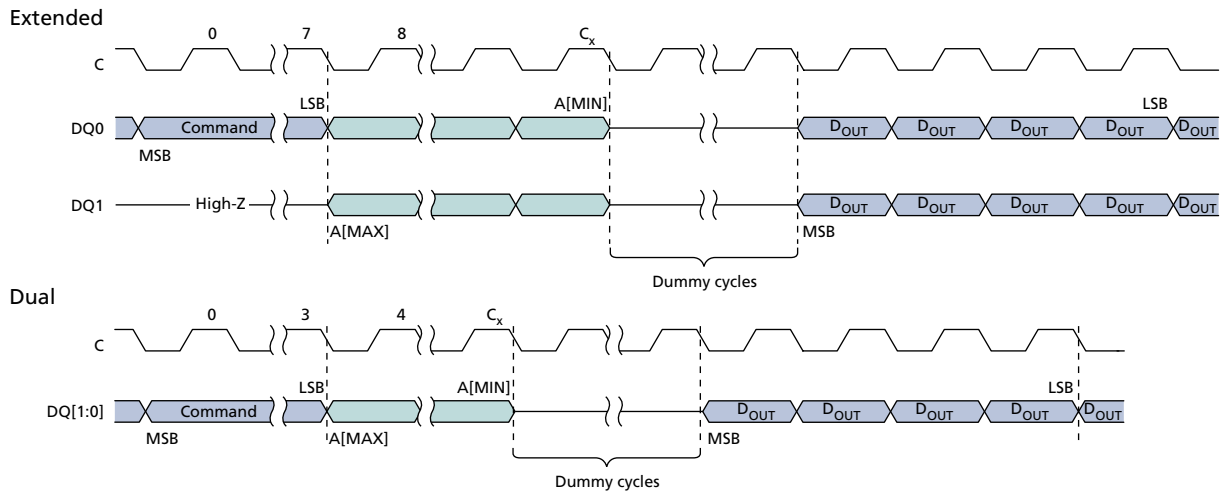 Extended
0 7 8 Cx
C
LSB A[MIN] LSB
DQ0 Command DOUT DOUT DOUT DOUT DOUT
MSB
DQ1 High-Z DOUT DOUT DOUT DOUT DOUT
A[MAX] MSB
Dummy cycles
Dual
0 3 4 Cx
C
LSB A[MIN] LSB
DQ[1:0] Command DOUT DOUT DOUT DOUT DOUT
MSB A[MAX] MSB
Dummy cycles